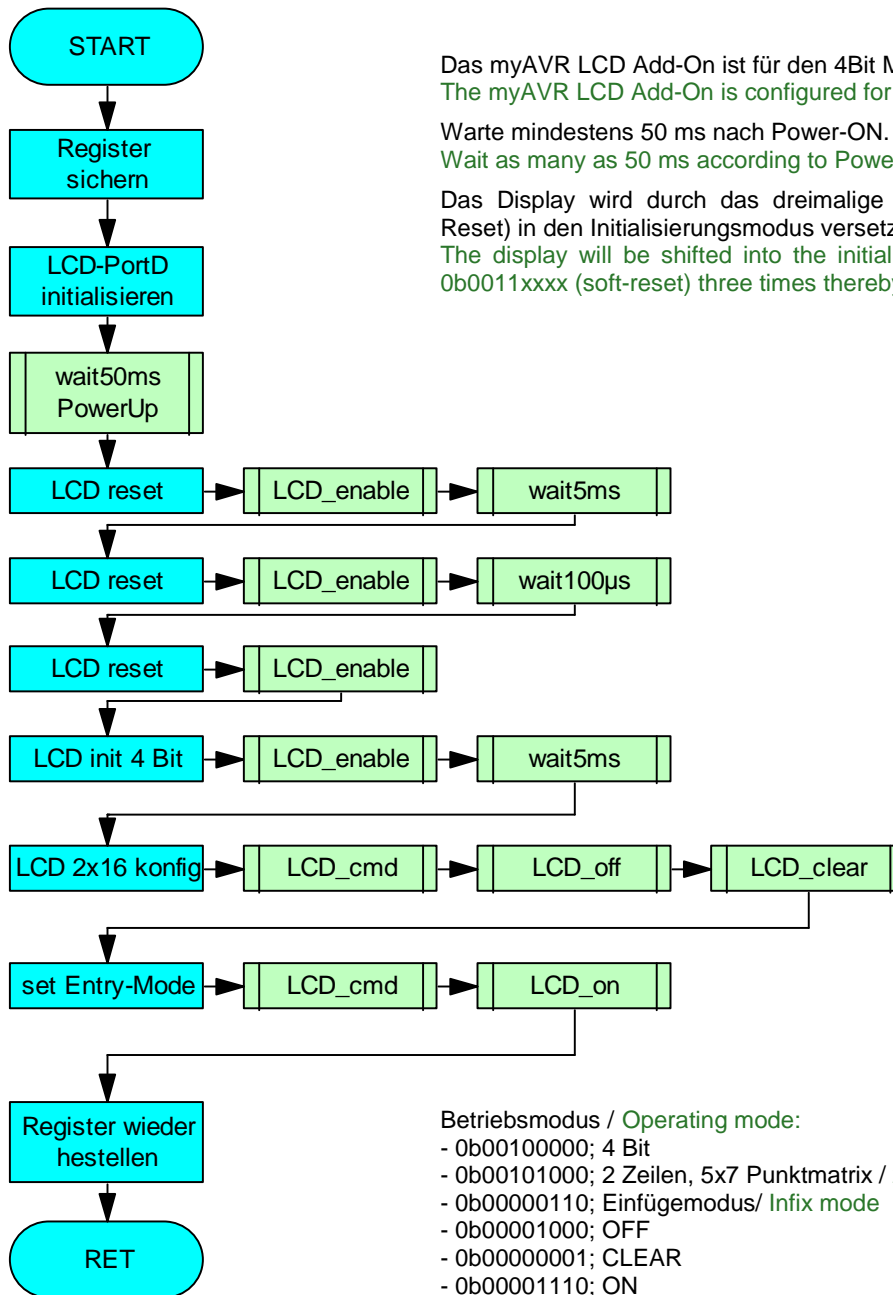 START
Das myAVR LCD Add-On ist für den 4Bit
The myAVR LCD Add-On is configured for
Register
sichern
Warte mindestens 50 ms nach Power-ON.
Wait as many as 50 ms according to
Das Display wird durch das dreimalige
Reset) in den Initialisierungsmodus
The display will be shifted into the
0b0011xxxx (soft-reset) three times
LCD-PortD
initialisieren
wait50ms
PowerUp
LCD reset
LCD_enable
wait5ms
LCD reset
LCD_enable
wait100µs
LCD reset
LCD_enable
LCD init 4 Bit
LCD_enable
wait5ms
LCD 2x16 konfig
LCD_cmd
LCD_off
LCD_clear
set Entry-Mode
LCD_cmd
LCD_on
Register wieder
hestellen
RET
Betriebsmodus / Operating mode:
- 0b00100000; 4 Bit
- 0b00101000; 2 Zeilen, 5x7 Punktmatrix /
- 0b00000110; Einfügemodus/ Infix mode
- 0b00001000; OFF
- 0b00000001; CLEAR
- 0b00001110; ON